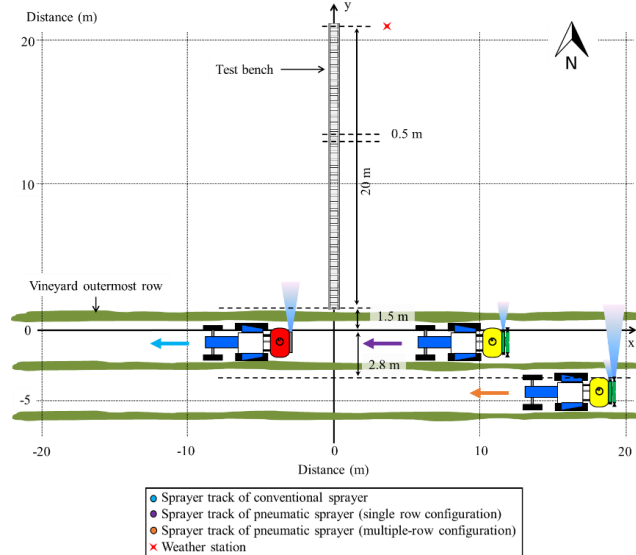 Distance (m)
y
20
Test bench
N
0.5 m
20 m
10
Vineyard outermost row
1.5 m
0
x
2.8 m
-5
-20
-10
0
10
20
Distance (m)
Sprayer track of conventional sprayer
Sprayer track of pneumatic sprayer (single row configuration)
Sprayer track of pneumatic sprayer (multiple-row configuration)
Weather station